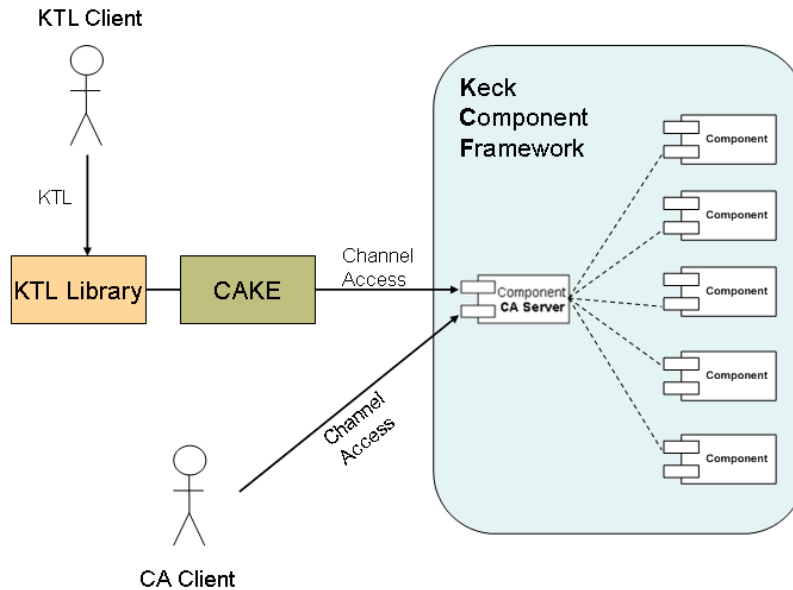 KTL Client
Keck
Component
Framework
Component
KTL
Component
Channel
Access
KTL Library
CAKE
Component
CA Server
Component
Channel
Access
Component
Component
CA Client